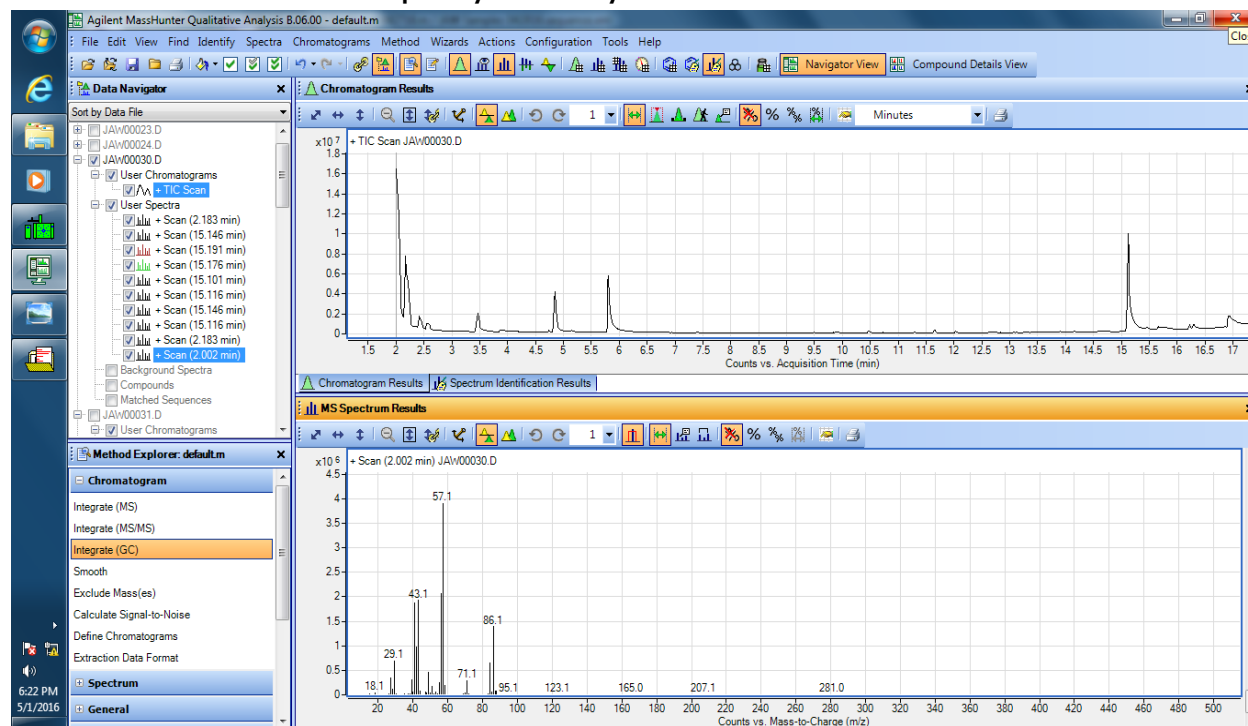 Agilent MassHunter Qualitative Analysis B.06.00 - default.m
Clo
File Edit View Find Identify Spectra Chromatograms Method Wizards Actions Configuration Tools Help
Navigator View Compound Details View
Data Navigator
Sort by Data File
JAW00023.D
JAW00024.D
JAW00030.D
User Chromatograms
+ TIC Scan
User Spectra
+ Scan (2.183 min)
+ Scan (15.146 min)
+ Scan (15.191 min)
+ Scan (15.176 min)
+ Scan (15.101 min)
+ Scan (15.116 min)
+ Scan (15.146 min)
+ Scan (15.116 min)
+ Scan (2.183 min)
+ Scan (2.002 min)
Background Spectra
Compounds
Matched Sequences
JAW00031.D
User Chromatograms
Method Explorer: default.m
Chromatogram
Integrate (MS)
Integrate (MS/MS)
Integrate (GC)
Smooth
Exclude Mass(es)
Calculate Signal-to-Noise
Define Chromatograms
Extraction Data Format
Spectrum
General
6:22 PM
5/1/2016
Chromatogram Results
1 % Minutes
x10 7 + TIC Scan JAW00030.D
1.8
1.6
1.4
1.2
1
0.8
0.6
0.4
0.2
0
1.5 2 2.5 3 3.5 4 4.5 5 5.5 6 6.5 7 7.5 8 8.5 9 9.5 10 10.5 11 11.5 12 12.5 13 13.5 14 14.5 15 15.5 16 16.5 17
Counts vs. Acquisition Time (min)
Chromatogram Results Spectrum Identification Results
MS Spectrum Results
1 %
x10 6 + Scan (2.002 min) JAW00030.D
4.5
4
3.5
3
2.5
2
1.5
1
0.5
0
57.1
43.1
86.1
29.1
71.1
18.1 95.1 123.1 165.0 207.1 281.0
20 40 60 80 100 120 140 160 180 200 220 240 260 280 300 320 340 360 380 400 420 440 460 480 500
Counts vs. Mass-to-Charge (m/z)